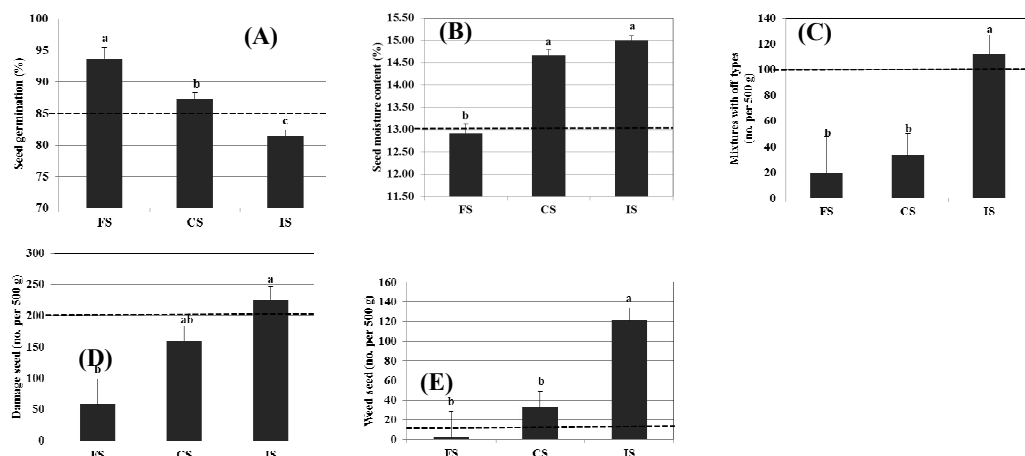 Seed germination (%)
100
95
90
85
80
75
70
a
b
c
(A)
FS CS IS
Seed moisture content (%)
15.50
15.00
14.50
14.00
13.50
13.00
12.50
12.00
11.50
(B)
b
a
a
FS CS IS
Mixtures with off types
(no. per 500 g)
140
120
100
80
60
40
20
0
(C)
b
b
a
FS CS IS
Damage seed (no. per 500 g)
300
250
200
150
100
50
0
(D)
b
ab
a
FS CS IS
Weed seed (no. per 500 g)
160
140
120
100
80
60
40
20
0
(E)
b
b
a
FS CS IS